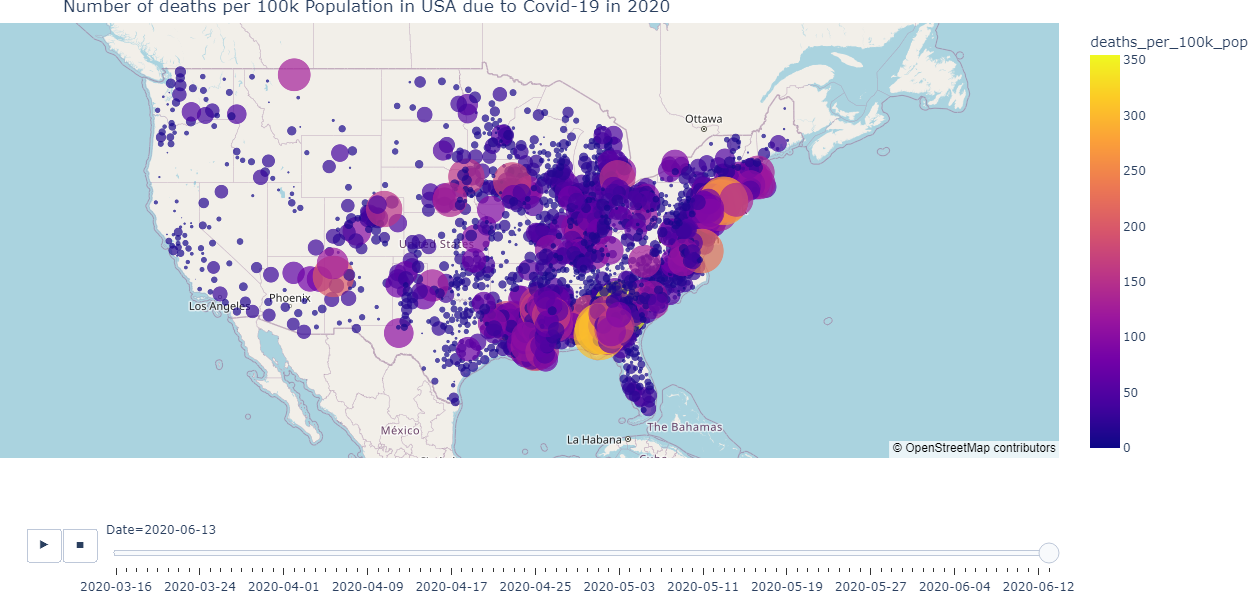 Number of deaths per 100k Population in USA due to Covid-19 in 2020
deaths_per_100k_pop
350
300
250
200
150
100
50
0
Ottawa
United States
Los Angeles
Phoenix
México
The Bahamas
La Habana
© OpenStreetMap contributors
Date=2020-06-13
2020-03-16 2020-03-24 2020-04-01 2020-04-09 2020-04-17 2020-04-25 2020-05-03 2020-05-11 2020-05-19 2020-05-27 2020-06-04 2020-06-12